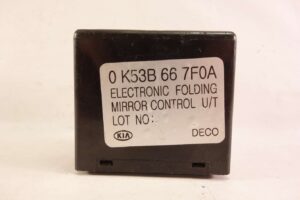 0 K53B 66 7F0A
ELECTRONIC FOLDING
MIRROR CONTROL U/T
LOT NO:
KIA DECO